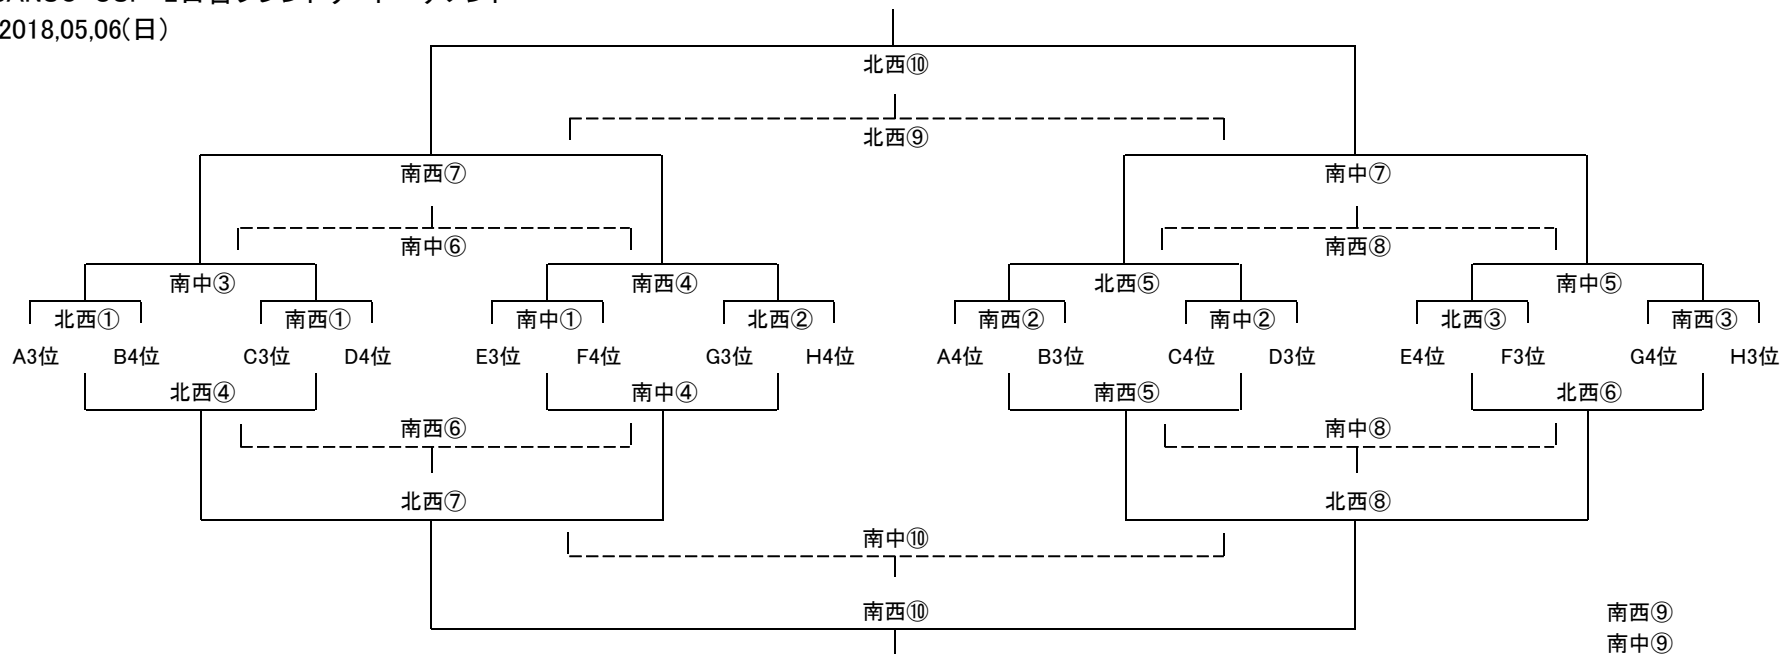 2018,05,06(日)
北西⑩
北西⑨
南西⑦ 南中⑦
南中⑥ 南西⑧
南中③ 南西④ 北西⑤ 南中⑤
北西① 南西① 南中① 北西② 南西② 南中② 北西③ 南西③
A3位 B4位 C3位 D4位 E3位 F4位 G3位 H4位 A4位 B3位 C4位 D3位 E4位 F3位 G4位 H3位
北西④ 南中④ 南西⑤ 北西⑥
南西⑥ 南中⑧
北西⑦ 北西⑧
南中⑩
南西⑩ 南西⑨
南中⑨